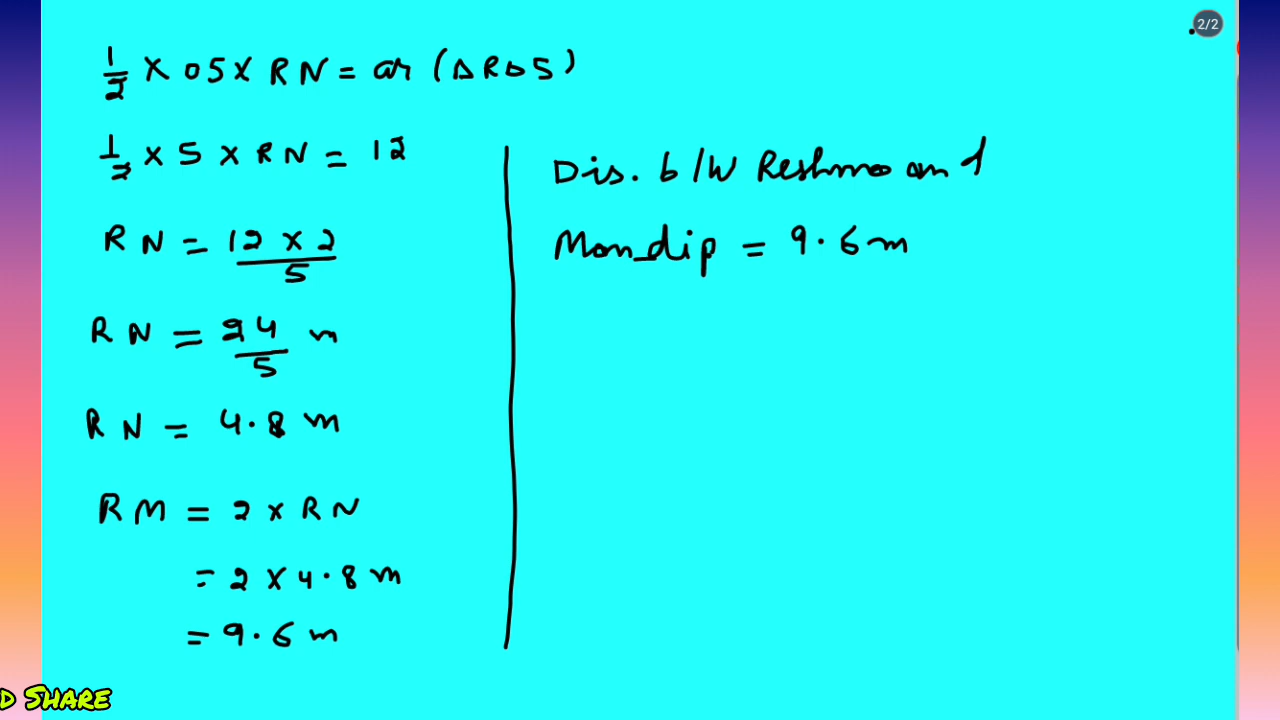 2/2
1/2 × OS × RN = ar (△ROS)
1/2 × 5 × RN = 12
RN = 12 × 2 / 5
RN = 24/5 m
RN = 4.8 m
RM = 2 × RN
= 2 × 4.8 m
= 9.6 m
Dis. b/w Reshma and
Mandip = 9.6 m
D SHARE